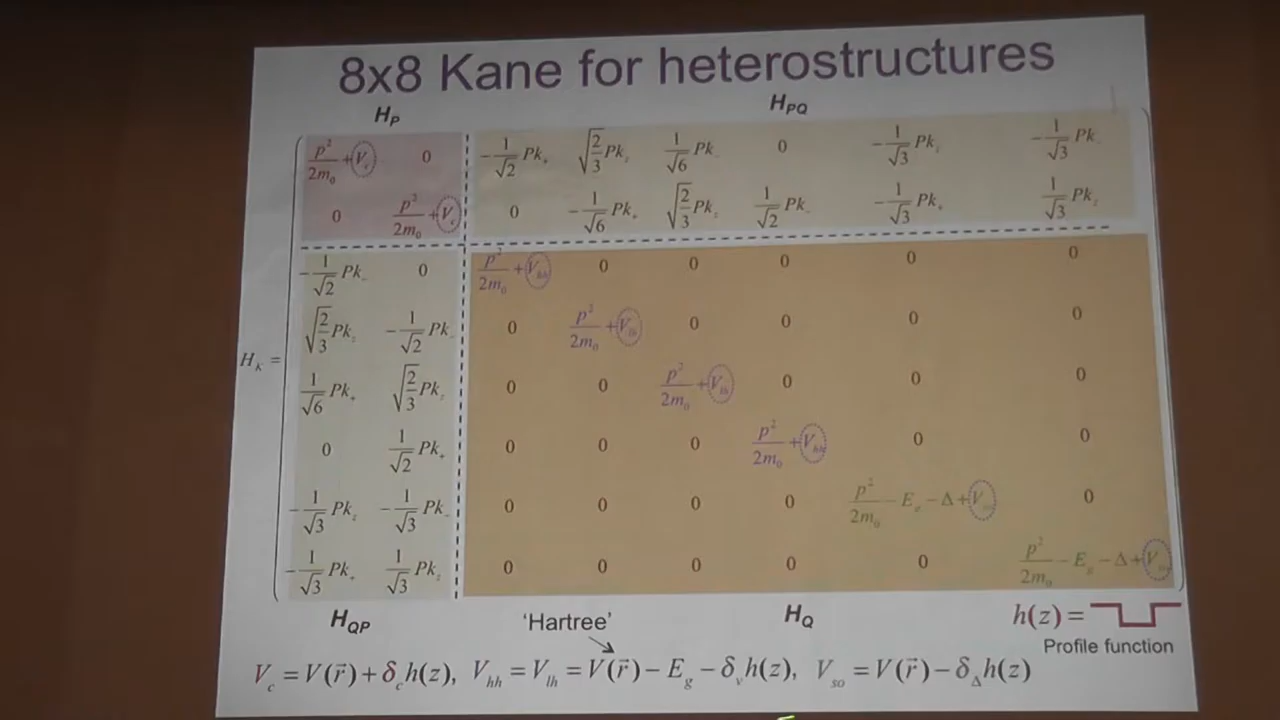 8x8 Kane for heterostructures
H_P H_PQ
p²/2m₀ +V_c 0 -1/√2 Pk₊ √2/3 Pk_z 1/√6 Pk₋ 0 -1/√3 Pk_z -1/√3 Pk₋
0 p²/2m₀ +V_c 0 -1/√6 Pk₊ √2/3 Pk_z 1/√2 Pk₋ -1/√3 Pk₊ 1/√3 Pk_z
-1/√2 Pk₋ 0 p²/2m₀ +V_hh 0 0 0 0 0
√2/3 Pk_z -1/√2 Pk₋ 0 p²/2m₀ +V_lh 0 0 0 0
H_K =
1/√6 Pk₊ √2/3 Pk_z 0 0 p²/2m₀ +V_lh 0 0 0
0 1/√2 Pk₊ 0 0 0 p²/2m₀ +V_hh 0 0
-1/√3 Pk_z -1/√3 Pk₋ 0 0 0 0 p²/2m₀ - E_g - Δ +V_so 0
-1/√3 Pk₊ 1/√3 Pk_z 0 0 0 0 0 p²/2m₀ - E_g - Δ +V_so
H_QP 'Hartree' H_Q h(z) =
Profile function
V_c = V(r⃗) + δ_c h(z), V_hh = V_lh = V(r⃗) - E_g - δ_v h(z), V_so = V(r⃗) - δ_Δ h(z)